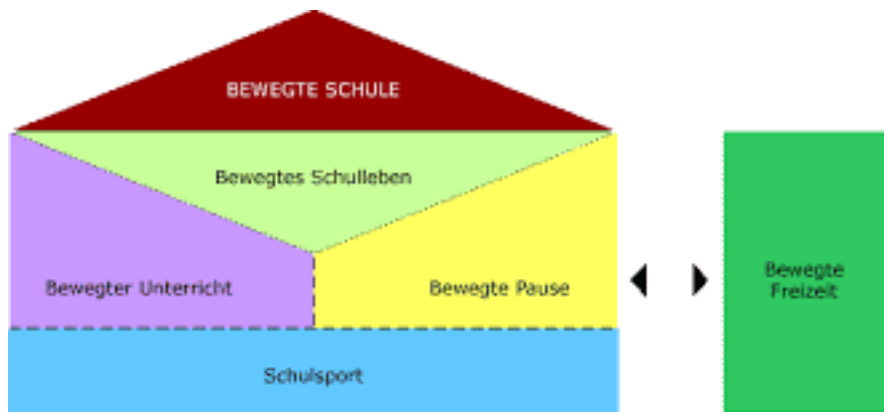 BEWEGTE SCHULE
Bewegtes Schulleben
Bewegter Unterricht
Bewegte Pause
Bewegte
Freizeit
Schulsport